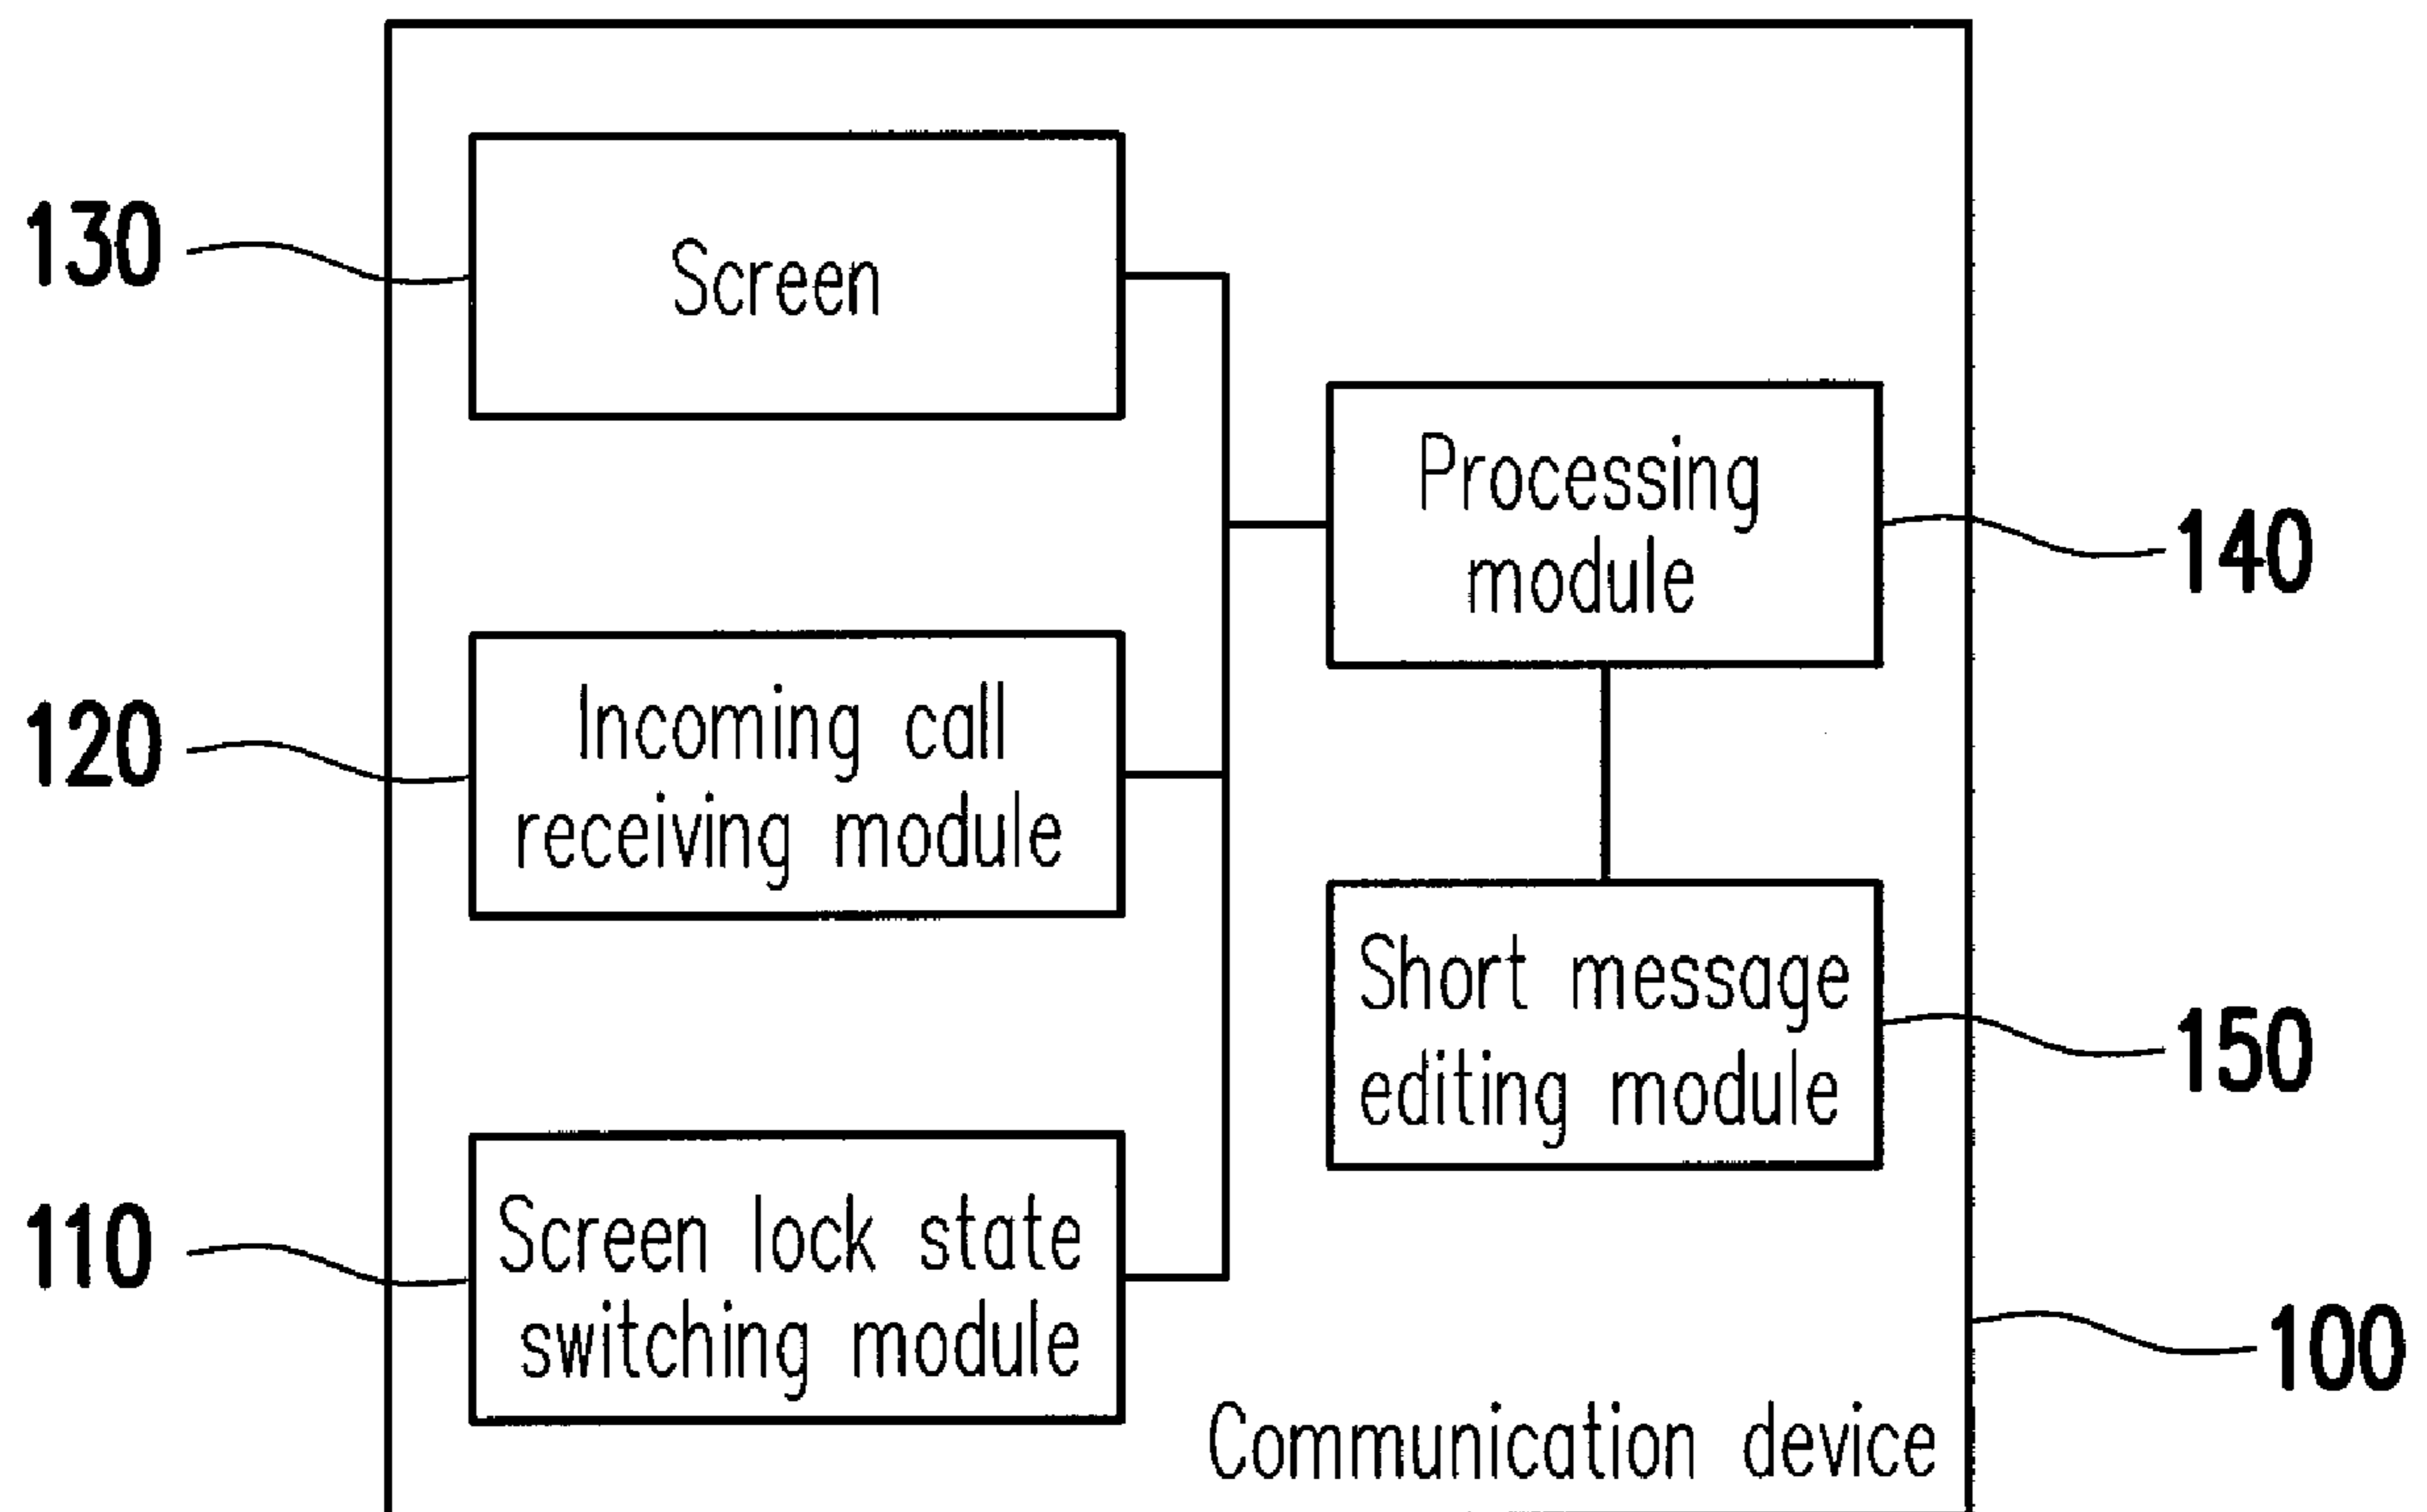 130
Screen
Processing
module
140
120
Incoming call
receiving module
Short message
editing module
150
110
Screen lock state
switching module
100
Communication device